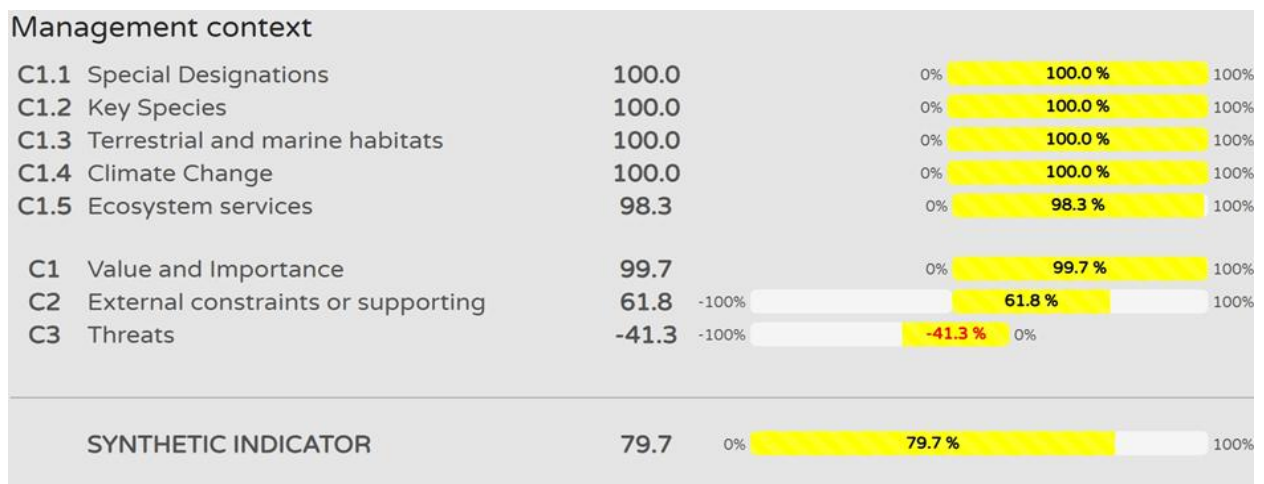 Management context
C1.1 Special Designations 100.0 0% 100.0 % 100%
C1.2 Key Species 100.0 0% 100.0 % 100%
C1.3 Terrestrial and marine habitats 100.0 0% 100.0 % 100%
C1.4 Climate Change 100.0 0% 100.0 % 100%
C1.5 Ecosystem services 98.3 0% 98.3 % 100%
C1 Value and Importance 99.7 0% 99.7 % 100%
C2 External constraints or supporting 61.8 -100% 61.8 % 100%
C3 Threats -41.3 -100% -41.3 % 0%
SYNTHETIC INDICATOR 79.7 0% 79.7 % 100%